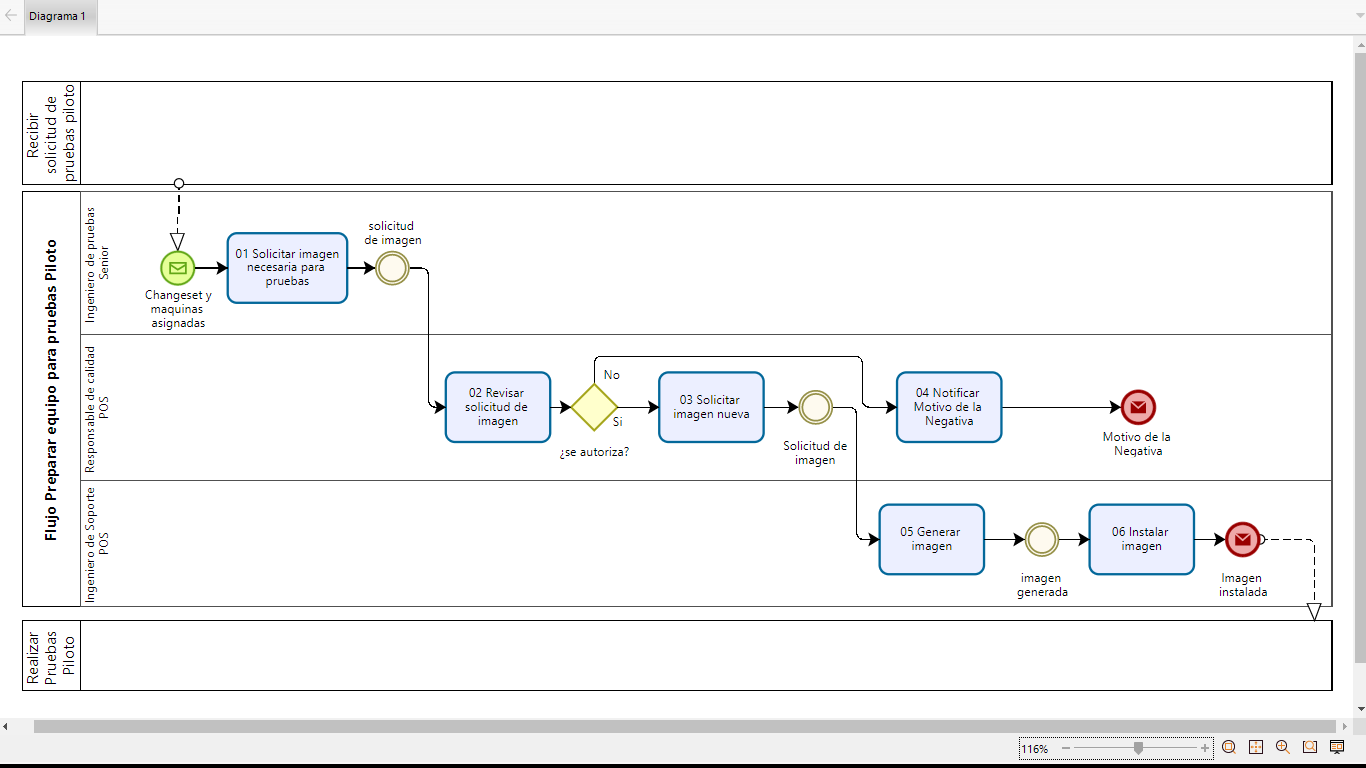 Diagrama 1
Recibir
solicitud de
pruebas piloto
Flujo Preparar equipo para pruebas Piloto
Ingeniero de pruebas
Senior
solicitud
de imagen
01 Solicitar imagen
necesaria para
pruebas
Changeset y
maquinas
asignadas
Responsable de calidad
POS
No
02 Revisar
solicitud de
imagen
Si
¿se autoriza?
03 Solicitar
imagen nueva
Solicitud de
imagen
04 Notificar
Motivo de la
Negativa
Motivo de la
Negativa
Ingeniero de Soporte
POS
05 Generar
imagen
imagen
generada
06 Instalar
imagen
Imagen
instalada
Realizar
Pruebas
Piloto
116%